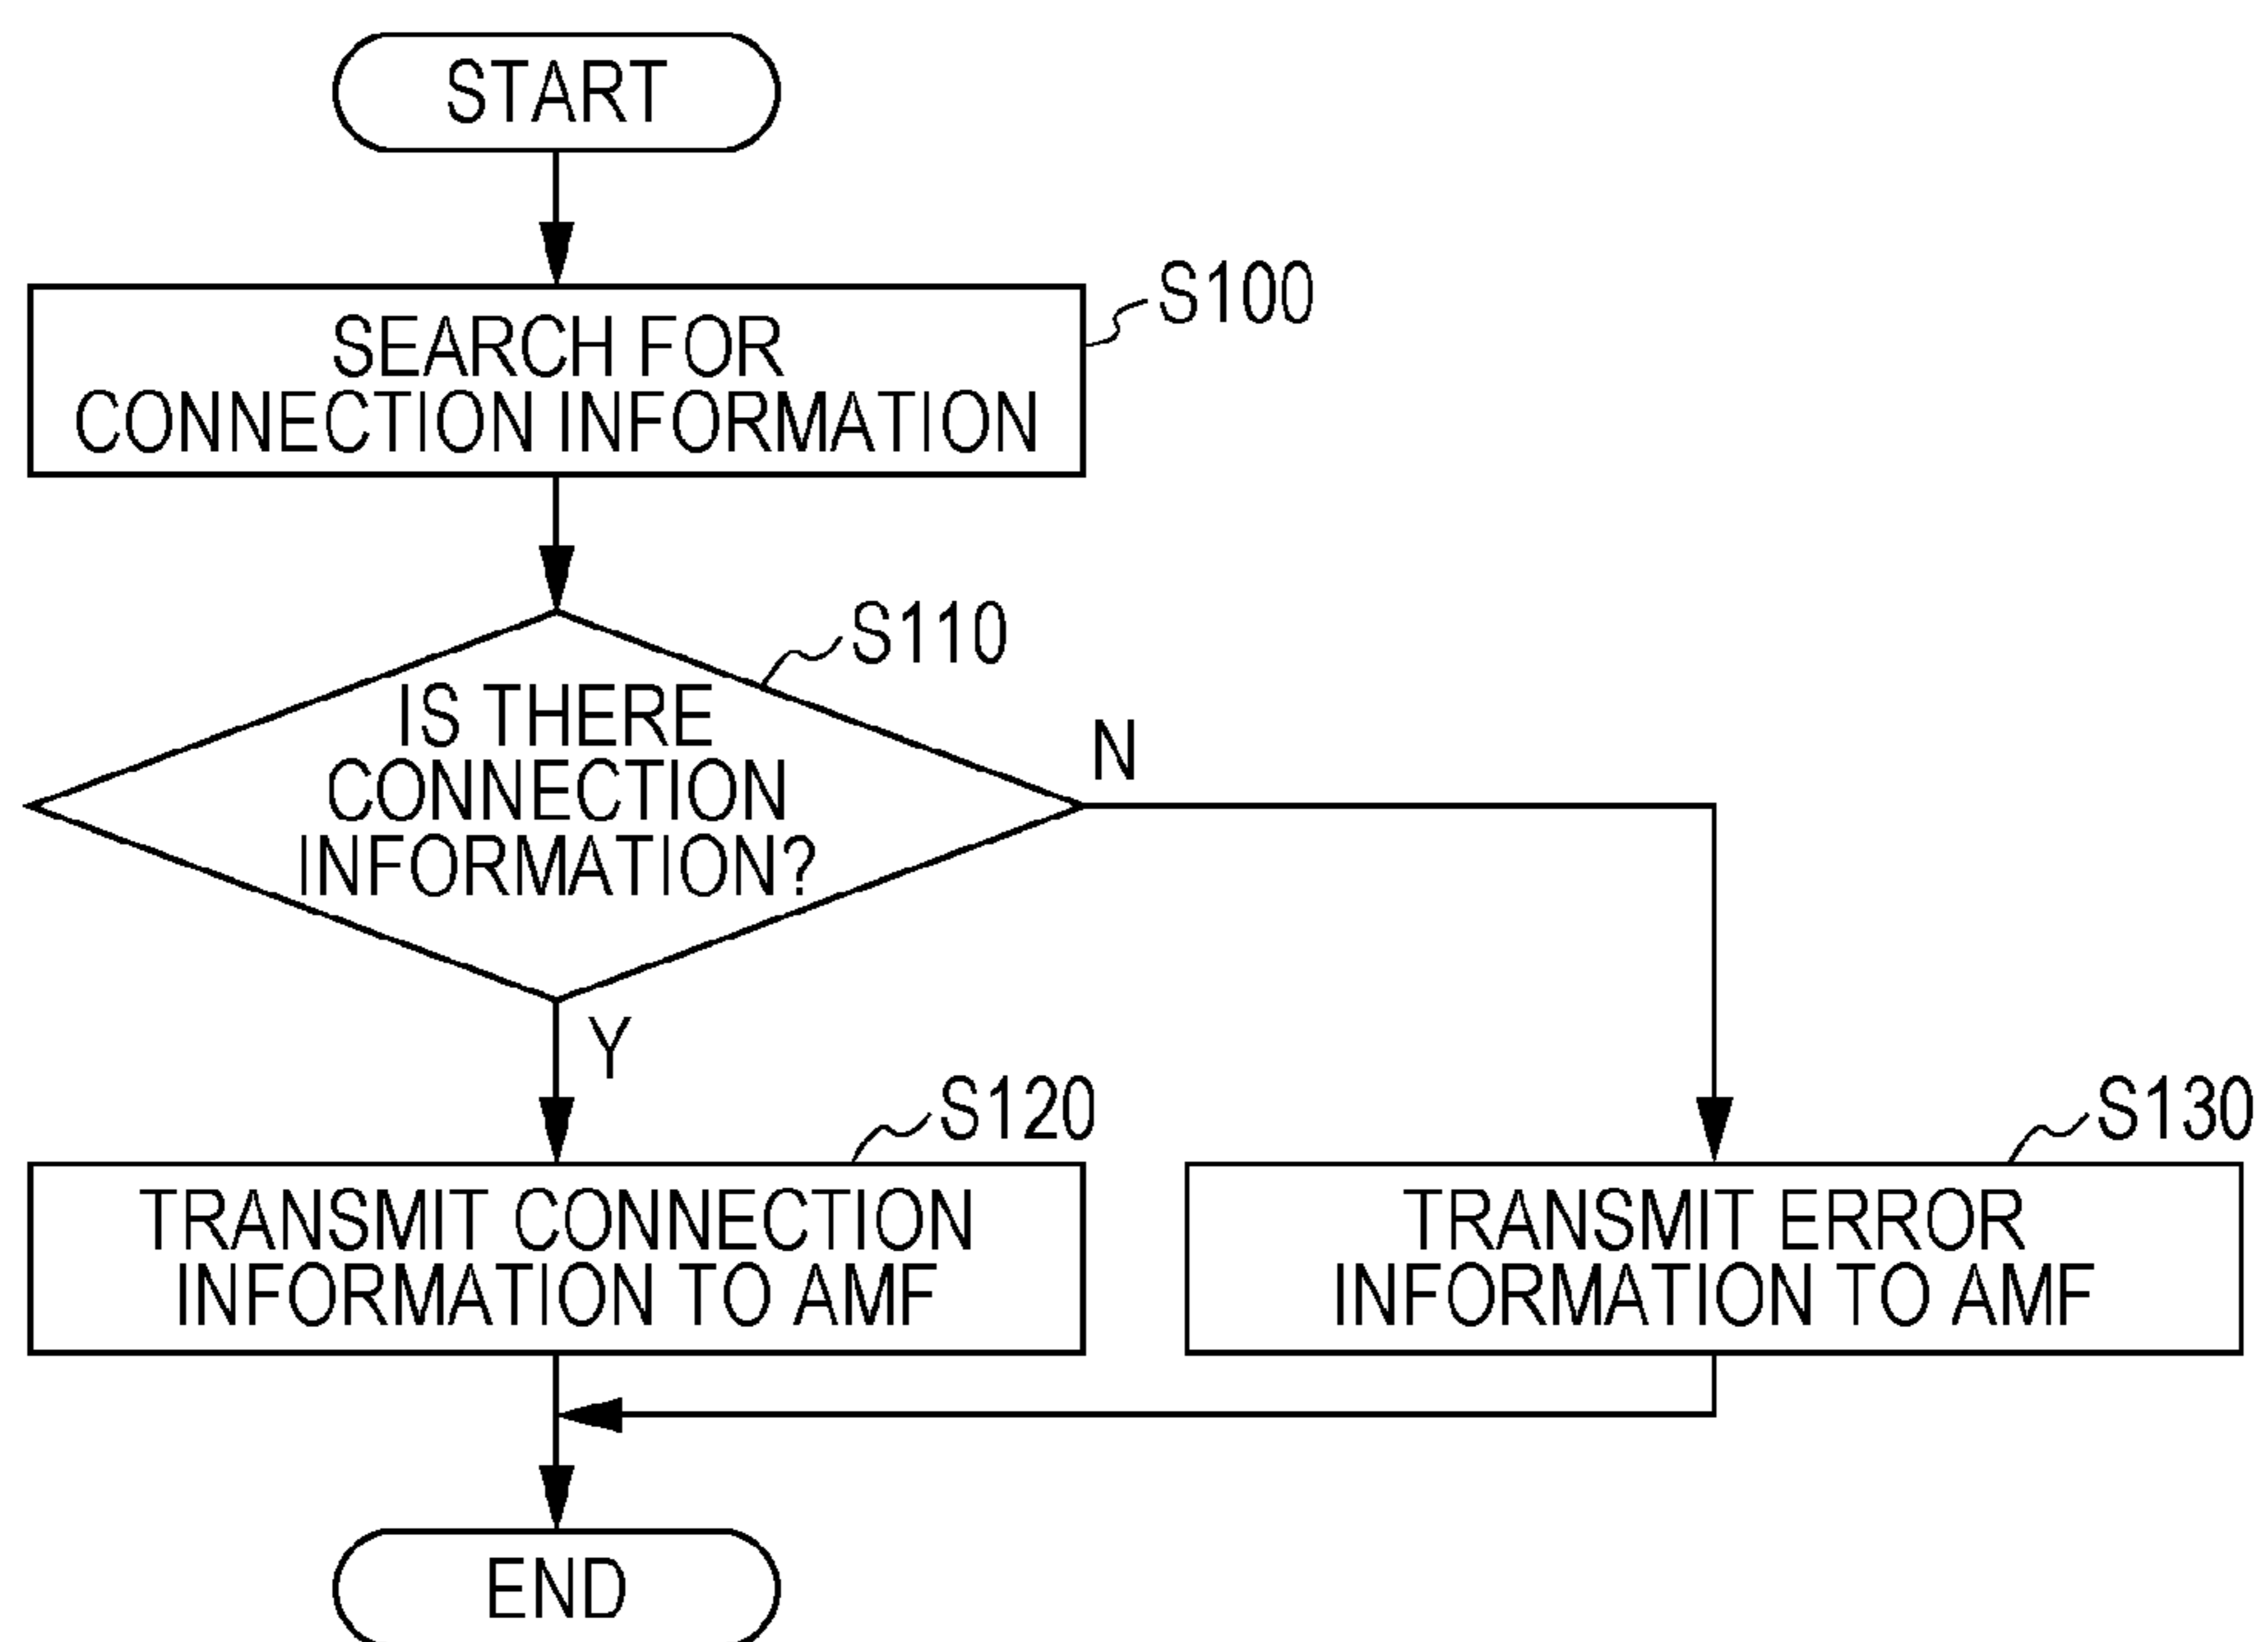 START
S100
SEARCH FOR
CONNECTION INFORMATION
S110
IS THERE
CONNECTION
INFORMATION?
N
Y
S120
TRANSMIT CONNECTION
INFORMATION TO AMF
S130
TRANSMIT ERROR
INFORMATION TO AMF
END